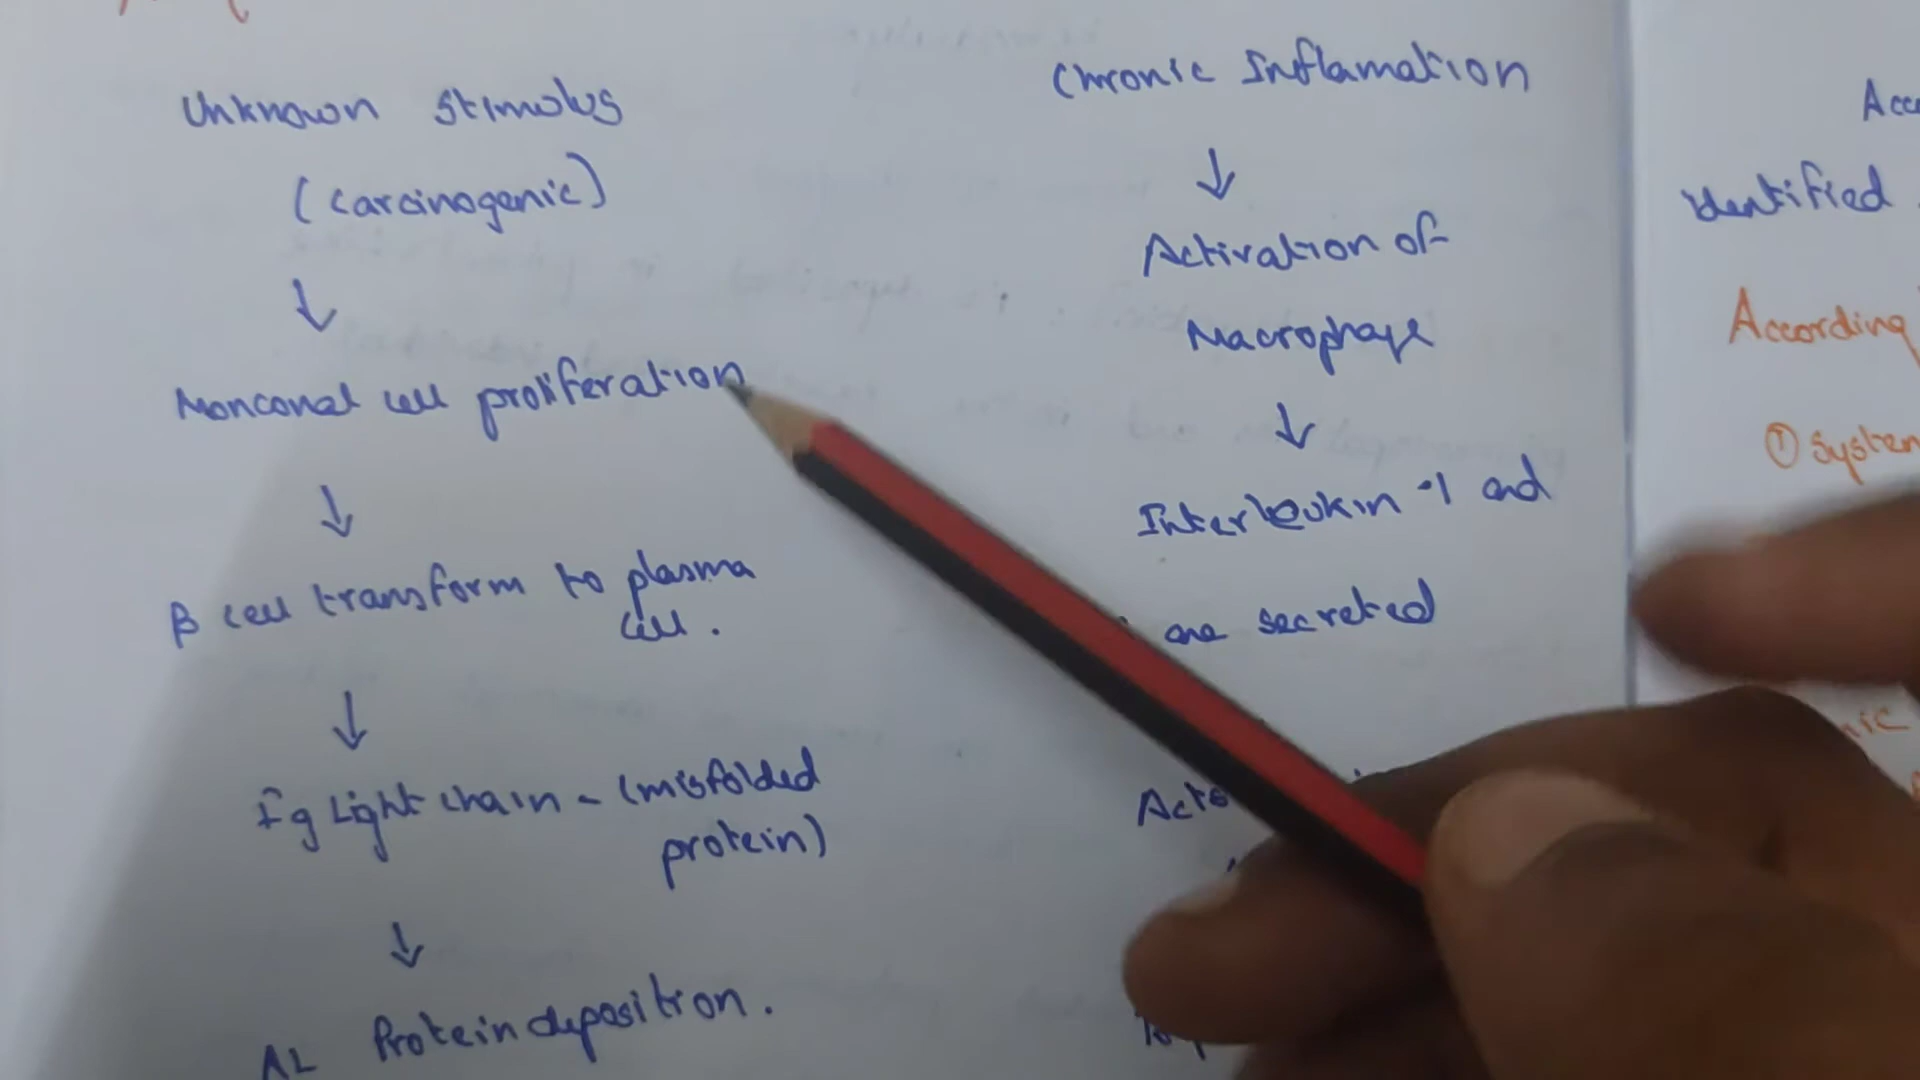 Unknown stimulus
(carcinogenic)
↓
Monconal cell proliferation
↓
β cell transform to plasma
cell.
↓
Ig Light chain - (misfolded
protein)
↓
AL Protein deposition.
Chronic Inflamation
↓
Activation of
Macrophage
↓
Interleukin -1 and
are secreted
Acts
Identified
According
① System